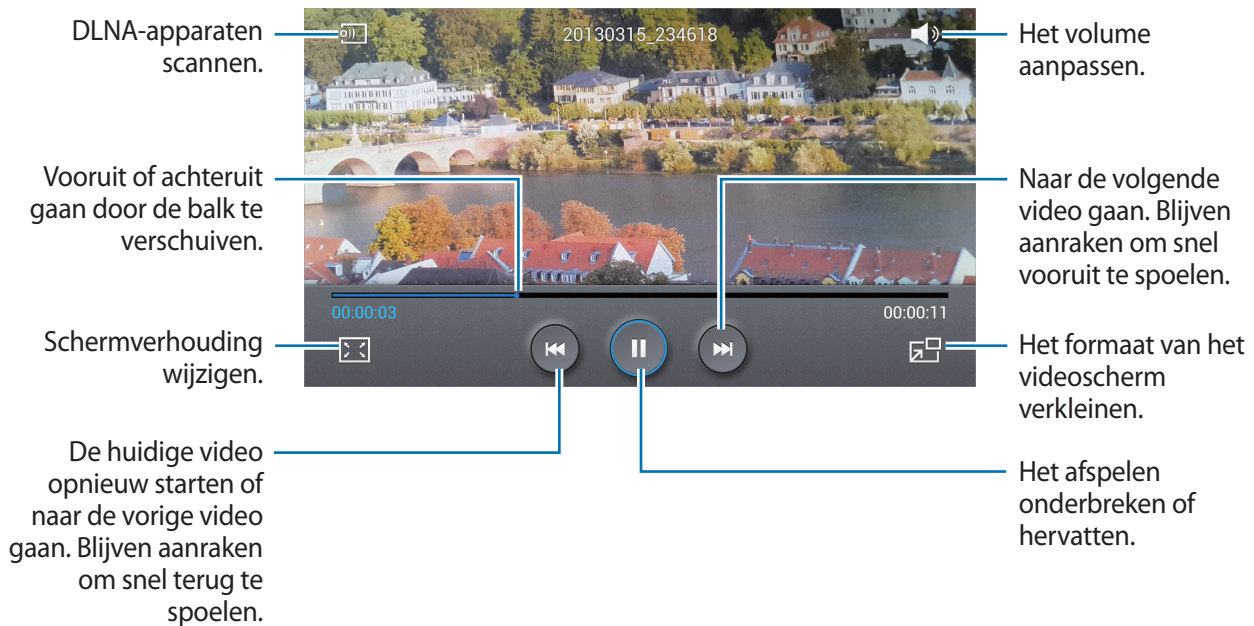 DLNA-apparaten
scannen.
20130315_234618
Het volume
aanpassen.
Vooruit of achteruit
gaan door de balk te
verschuiven.
Naar de volgende
video gaan. Blijven
aanraken om snel
vooruit te spoelen.
00:00:03
00:00:11
Schermverhouding
wijzigen.
Het formaat van het
videoscherm
verkleinen.
De huidige video
opnieuw starten of
naar de vorige video
gaan. Blijven aanraken
om snel terug te
spoelen.
Het afspelen
onderbreken of
hervatten.